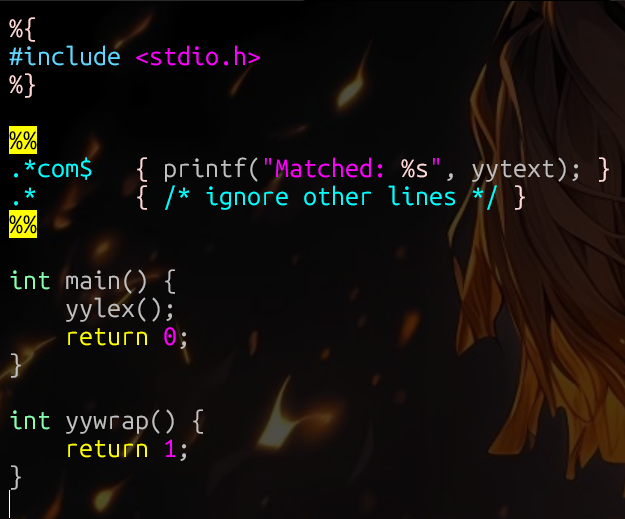 %{
#include <stdio.h>
%}

%%
.*com$   { printf("Matched: %s", yytext); }
.*       { /* ignore other lines */ }
%%

int main() {
    yylex();
    return 0;
}

int yywrap() {
    return 1;
}